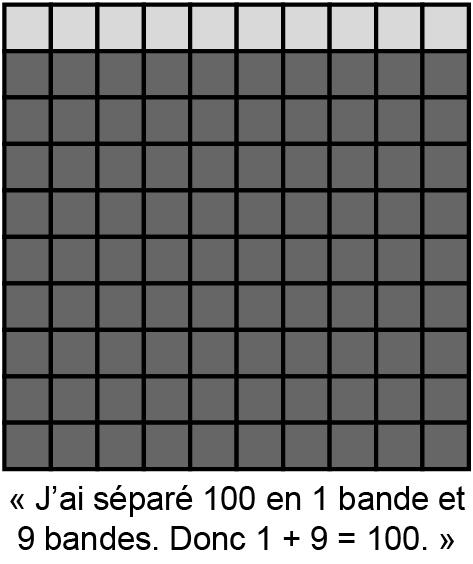 « J’ai séparé 100 en 1 bande et
9 bandes. Donc 1 + 9 = 100. »